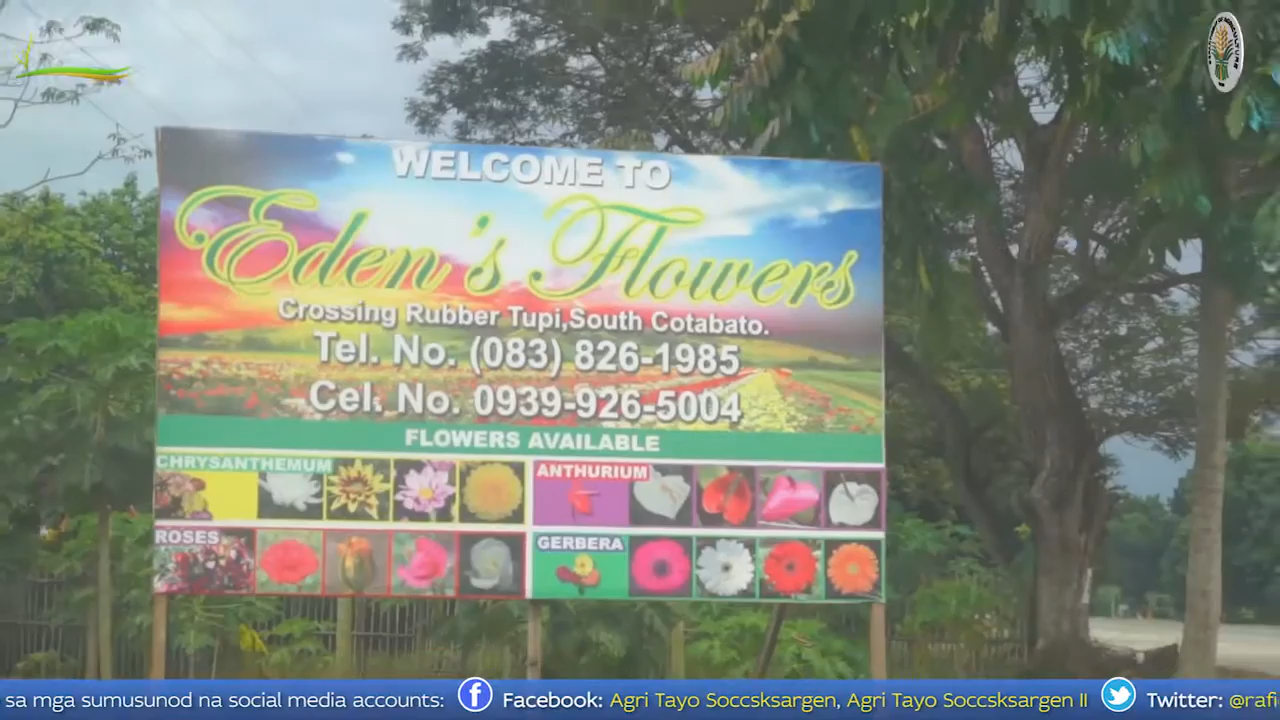 WELCOME TO
Eden's Flowers
Crossing Rubber Tupi,South Cotabato.
Tel. No. (083) 826-1985
Cel. No. 0939-926-5004
FLOWERS AVAILABLE
CHRYSANTHEMUM
ANTHURIUM
ROSES
GERBERA
sa mga sumusunod na social media accounts: Facebook: Agri Tayo Soccsksargen, Agri Tayo Soccsksargen II Twitter: @rafi